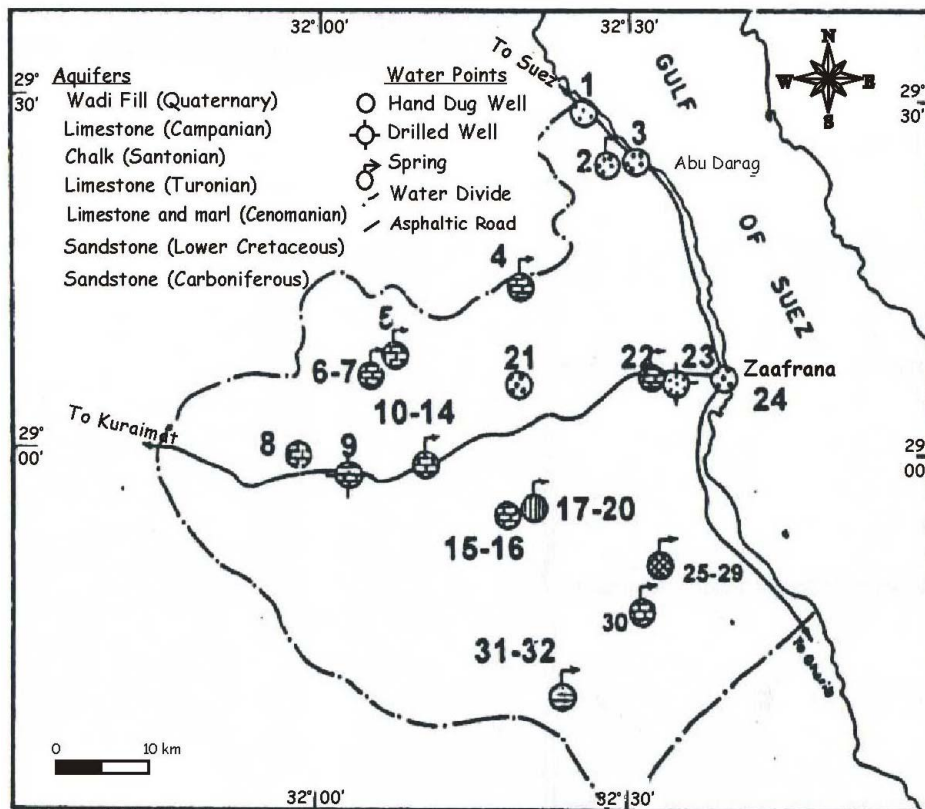 32° 00'
32° 30'
29° 30'
29° 30'
29° 00'
29° 00'
32° 00'
32° 30'
N
W
E
S
Aquifers
Wadi Fill (Quaternary)
Limestone (Campanian)
Chalk (Santonian)
Limestone (Turonian)
Limestone and marl (Cenomanian)
Sandstone (Lower Cretaceous)
Sandstone (Carboniferous)
Water Points
Hand Dug Well
Drilled Well
Spring
Water Divide
Asphaltic Road
To Suez
GULF
OF
SUEZ
1
2
3
Abu Darag
4
5
6-7
21
22
23
Zaafrana
24
10-14
To Kuraimat
8
9
17-20
15-16
25-29
30
31-32
To
0
10 km